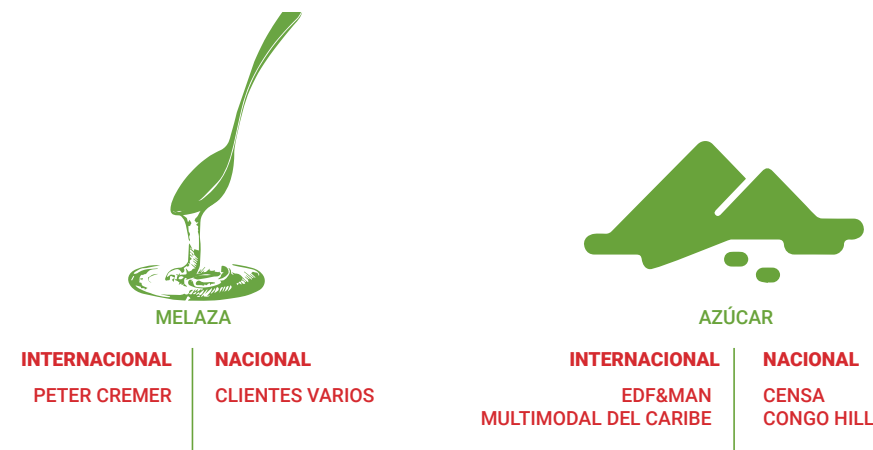 MELAZA
INTERNACIONAL
PETER CREMER
NACIONAL
CLIENTES VARIOS
AZÚCAR
INTERNACIONAL
EDF&MAN
MULTIMODAL DEL CARIBE
NACIONAL
CENSA
CONGO HILL